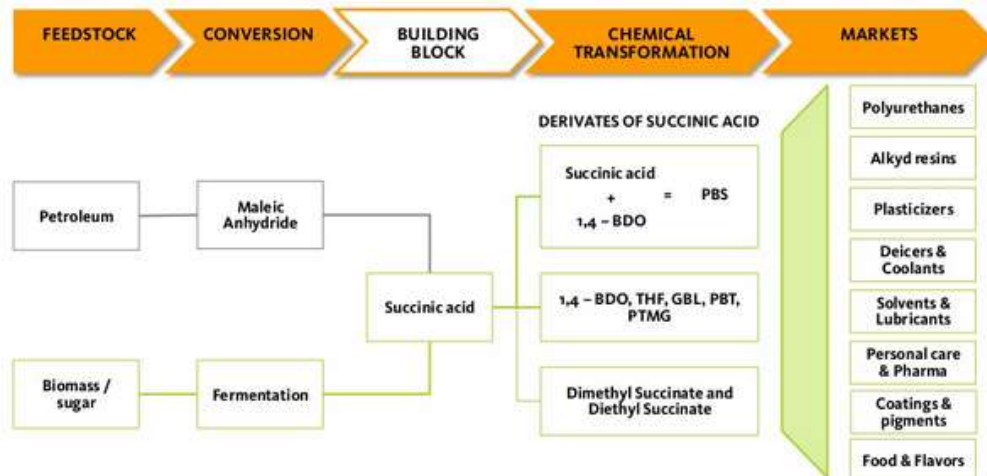 FEEDSTOCK
CONVERSION
BUILDING
BLOCK
CHEMICAL
TRANSFORMATION
MARKETS
DERIVATES OF SUCCINIC ACID
Petroleum
Maleic
Anhydride
Biomass /
sugar
Fermentation
Succinic acid
Succinic acid
+ = PBS
1,4 – BDO
1,4 – BDO, THF, GBL, PBT,
PTMG
Dimethyl Succinate and
Diethyl Succinate
Polyurethanes
Alkyd resins
Plasticizers
Deicers &
Coolants
Solvents &
Lubricants
Personal care
& Pharma
Coatings &
pigments
Food & Flavors